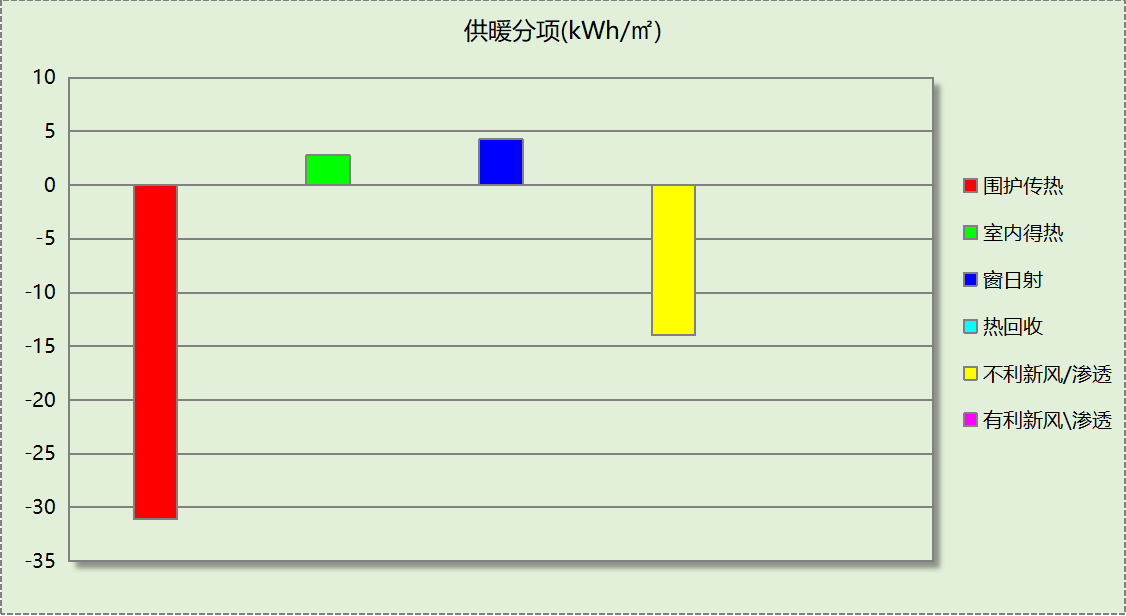 供暖分项(kWh/㎡)
10
5
0
-5
-10
-15
-20
-25
-30
-35
围护传热
室内得热
窗日射
热回收
不利新风/渗透
有利新风\渗透